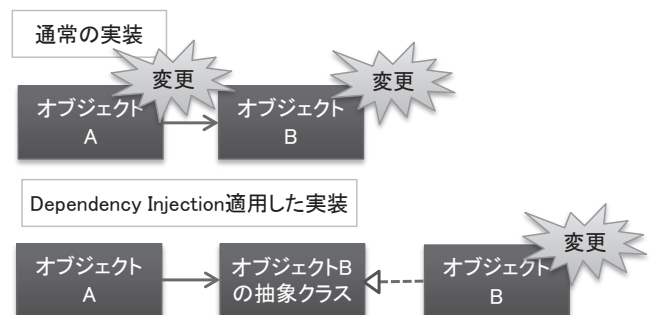 通常の実装
変更
変更
オブジェクト
A
オブジェクト
B
Dependency Injection適用した実装
変更
オブジェクト
A
オブジェクトB
の抽象クラス
オブジェクト
B